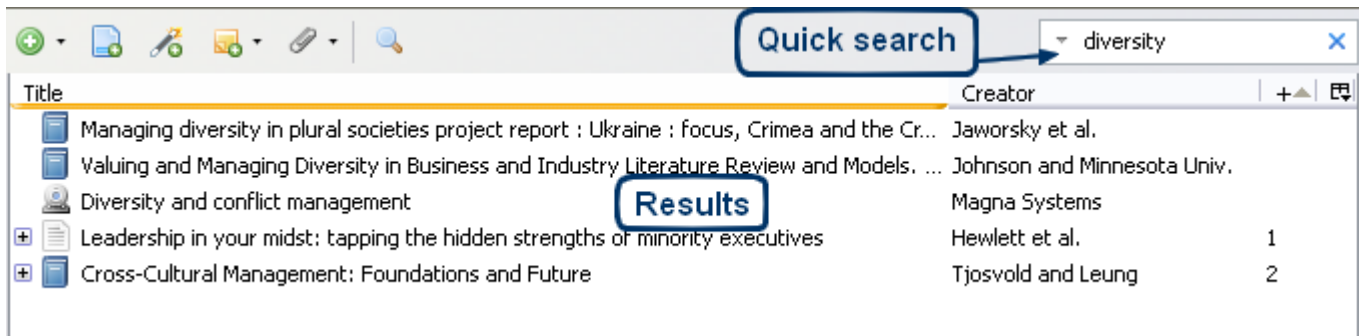 Quick search
diversity
Title Creator +
Managing diversity in plural societies project report : Ukraine : focus, Crimea and the Cr... Jaworsky et al.
Valuing and Managing Diversity in Business and Industry Literature Review and Models. ... Johnson and Minnesota Univ.
Diversity and conflict management Magna Systems
Results
Leadership in your midst: tapping the hidden strengths of minority executives Hewlett et al. 1
Cross-Cultural Management: Foundations and Future Tjosvold and Leung 2